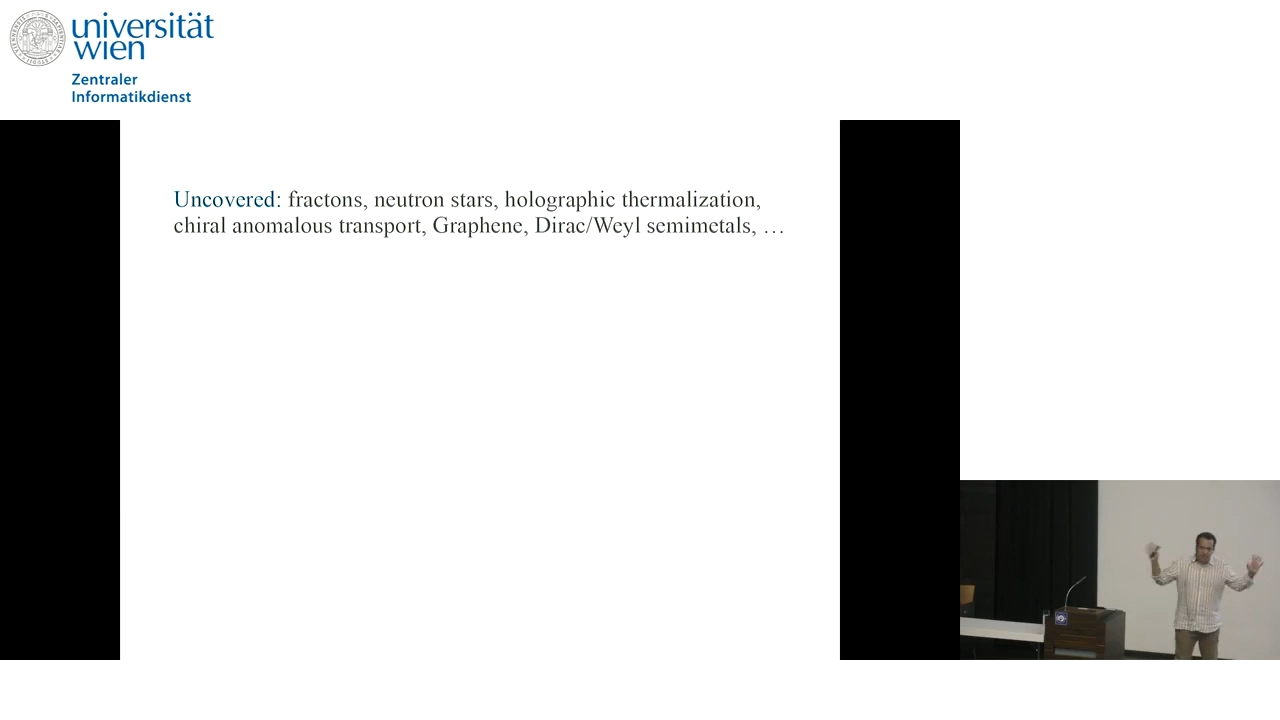 universität
wien
Zentraler
Informatikdienst
Uncovered: fractons, neutron stars, holographic thermalization,
chiral anomalous transport, Graphene, Dirac/Weyl semimetals, …